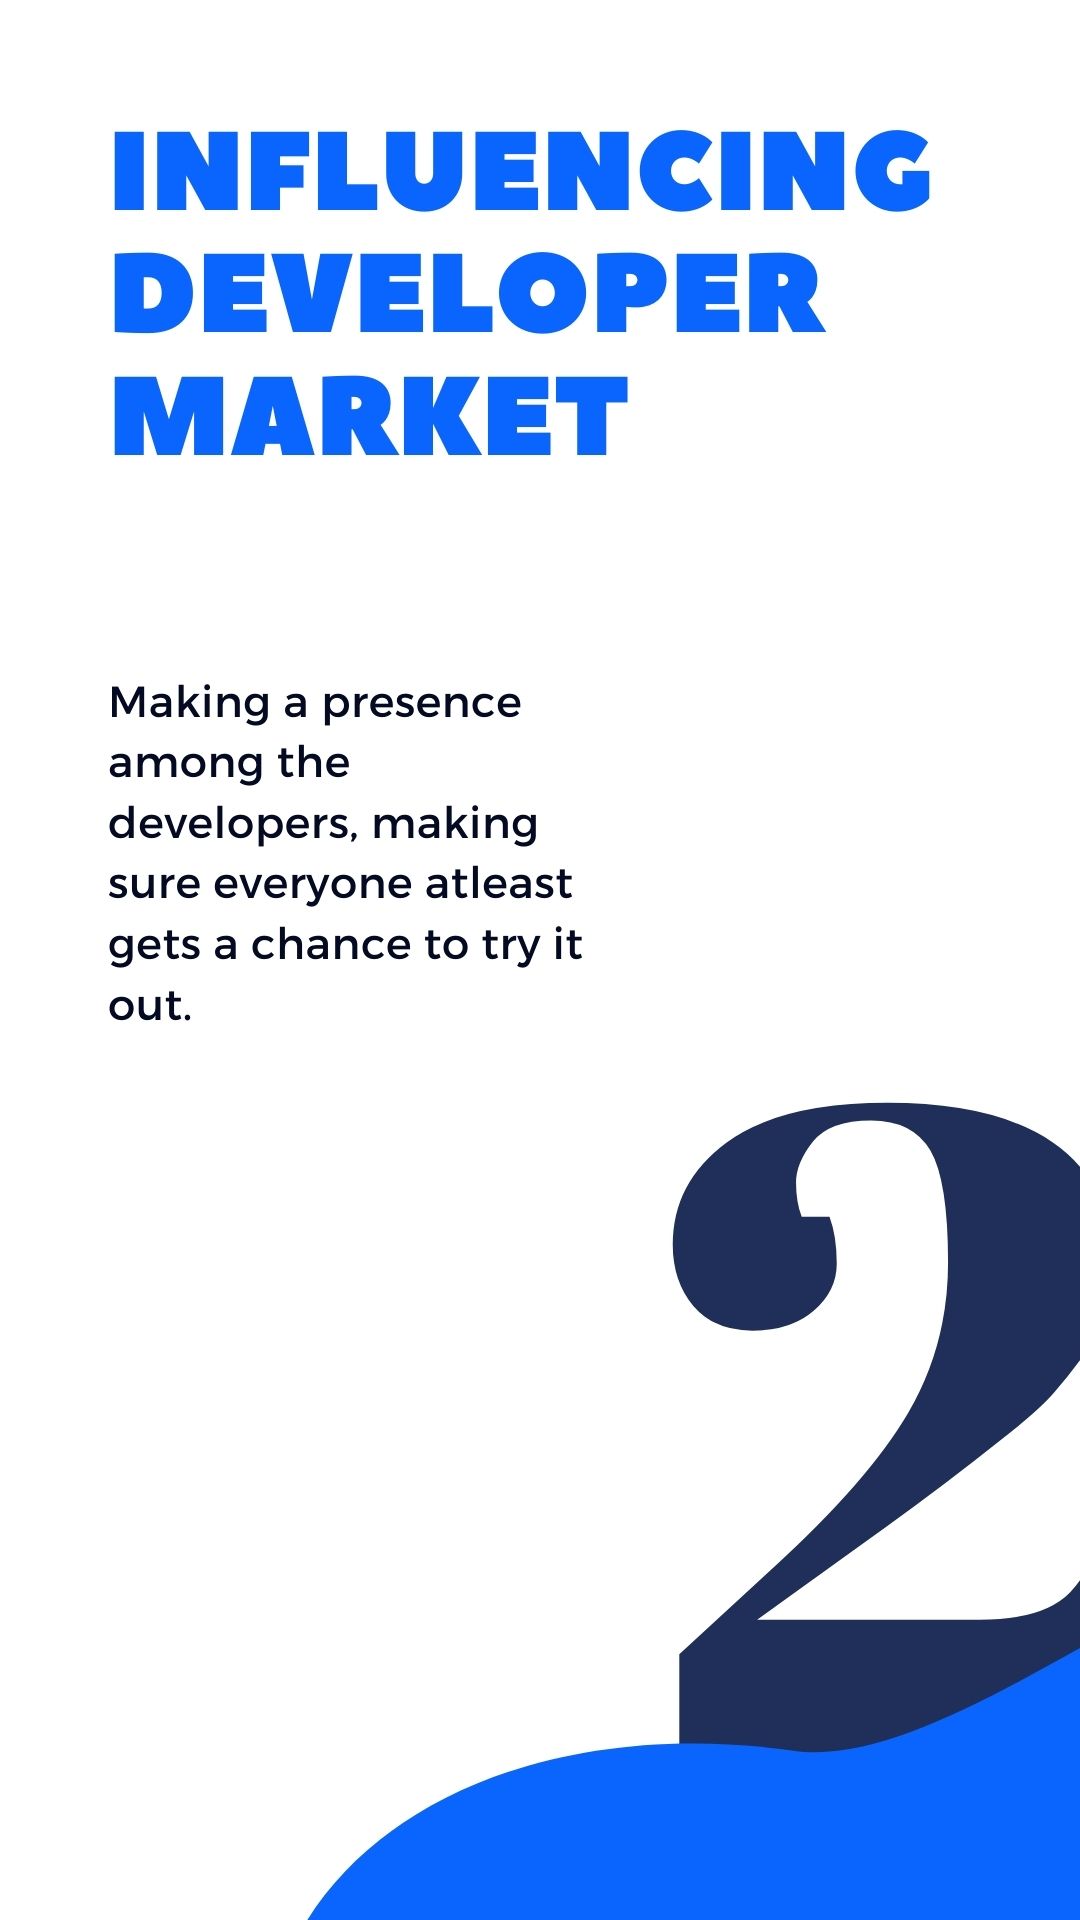 INFLUENCING
DEVELOPER
MARKET
Making a presence
among the
developers, making
sure everyone atleast
gets a chance to try it
out.
2